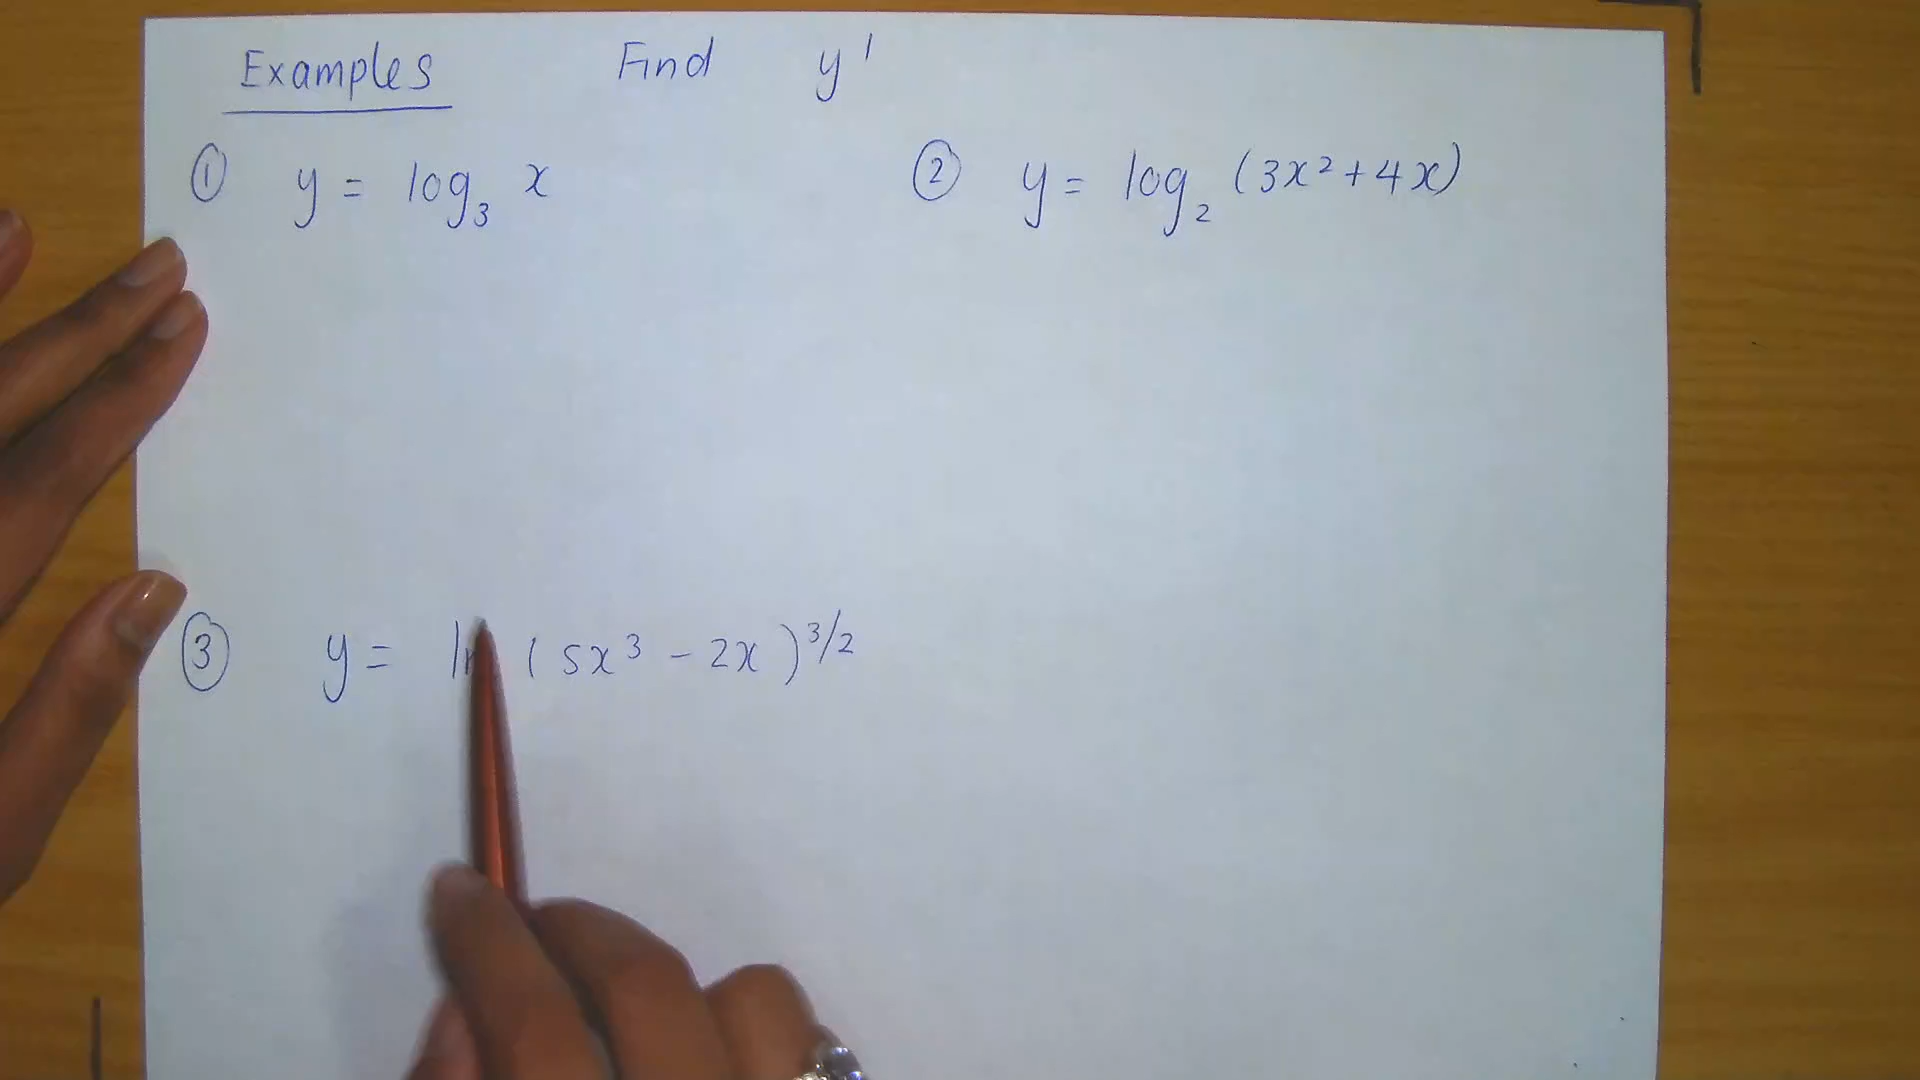 Examples Find y'
① y = log₃ x
② y = log₂ (3x² + 4x)
③ y = ln (5x³ - 2x)^3/2